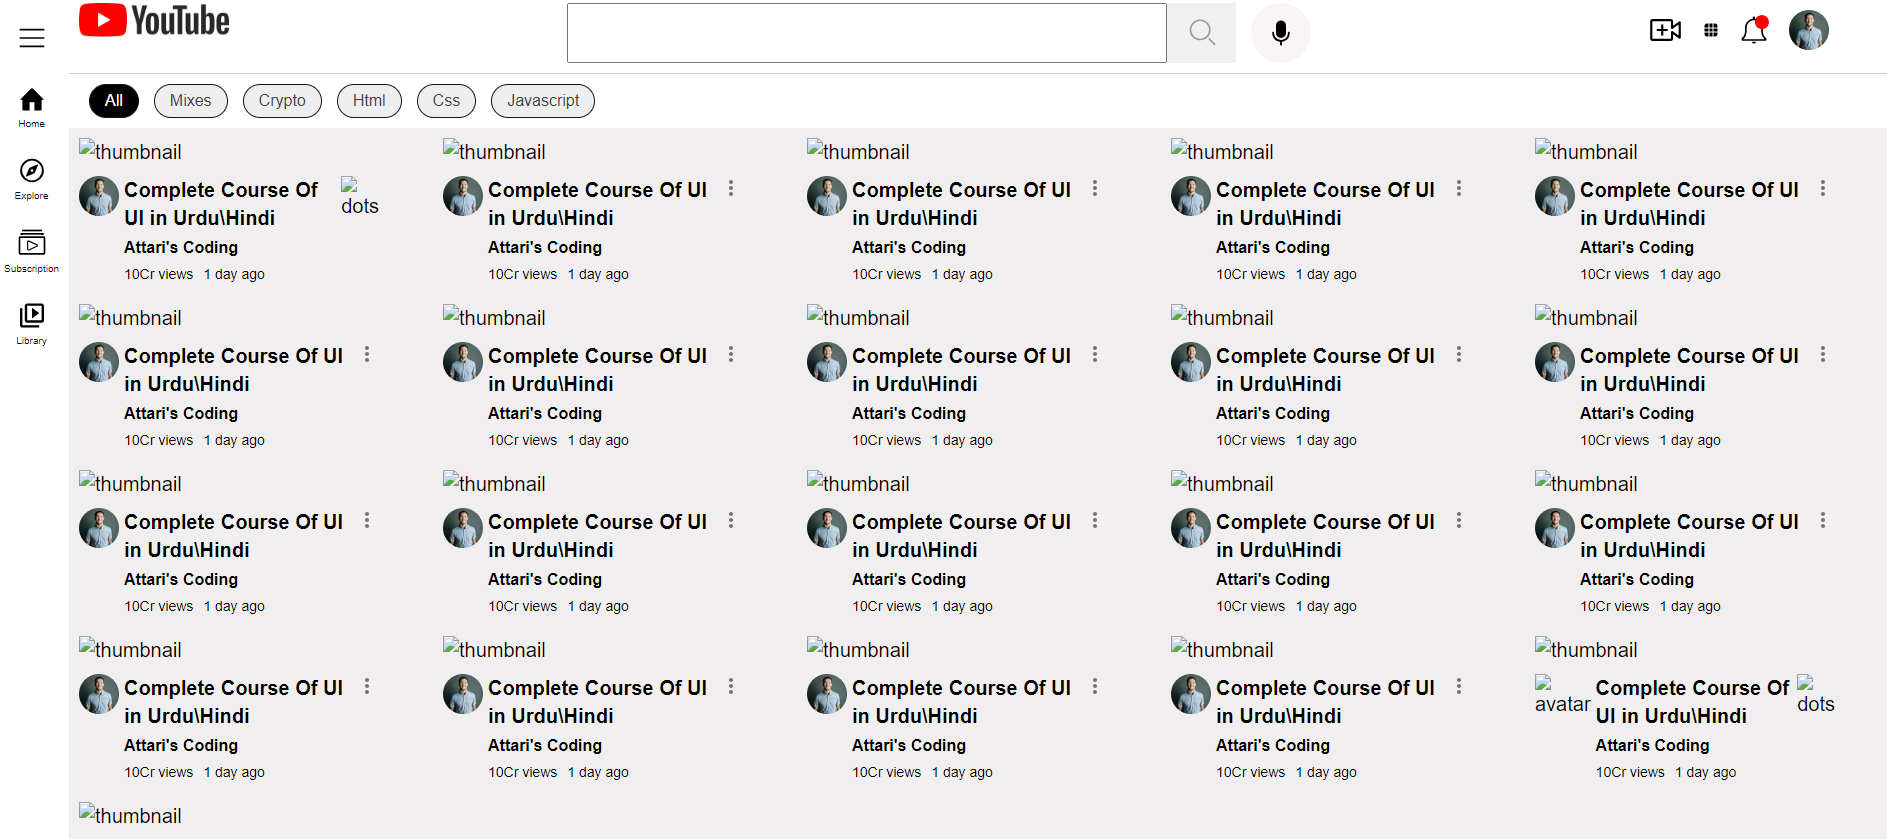 YouTube
All Mixes Crypto Html Css Javascript
Home
Explore
Subscription
Library
thumbnail thumbnail thumbnail thumbnail thumbnail
Complete Course Of dots Complete Course Of UI Complete Course Of UI Complete Course Of UI Complete Course Of UI
UI in Urdu\Hindi in Urdu\Hindi in Urdu\Hindi in Urdu\Hindi in Urdu\Hindi
Attari's Coding Attari's Coding Attari's Coding Attari's Coding Attari's Coding
10Cr views 1 day ago 10Cr views 1 day ago 10Cr views 1 day ago 10Cr views 1 day ago 10Cr views 1 day ago
thumbnail thumbnail thumbnail thumbnail thumbnail
Complete Course Of UI Complete Course Of UI Complete Course Of UI Complete Course Of UI Complete Course Of UI
in Urdu\Hindi in Urdu\Hindi in Urdu\Hindi in Urdu\Hindi in Urdu\Hindi
Attari's Coding Attari's Coding Attari's Coding Attari's Coding Attari's Coding
10Cr views 1 day ago 10Cr views 1 day ago 10Cr views 1 day ago 10Cr views 1 day ago 10Cr views 1 day ago
thumbnail thumbnail thumbnail thumbnail thumbnail
Complete Course Of UI Complete Course Of UI Complete Course Of UI Complete Course Of UI Complete Course Of UI
in Urdu\Hindi in Urdu\Hindi in Urdu\Hindi in Urdu\Hindi in Urdu\Hindi
Attari's Coding Attari's Coding Attari's Coding Attari's Coding Attari's Coding
10Cr views 1 day ago 10Cr views 1 day ago 10Cr views 1 day ago 10Cr views 1 day ago 10Cr views 1 day ago
thumbnail thumbnail thumbnail thumbnail thumbnail
Complete Course Of UI Complete Course Of UI Complete Course Of UI Complete Course Of UI avatar Complete Course Of dots
in Urdu\Hindi in Urdu\Hindi in Urdu\Hindi in Urdu\Hindi UI in Urdu\Hindi
Attari's Coding Attari's Coding Attari's Coding Attari's Coding Attari's Coding
10Cr views 1 day ago 10Cr views 1 day ago 10Cr views 1 day ago 10Cr views 1 day ago 10Cr views 1 day ago
thumbnail